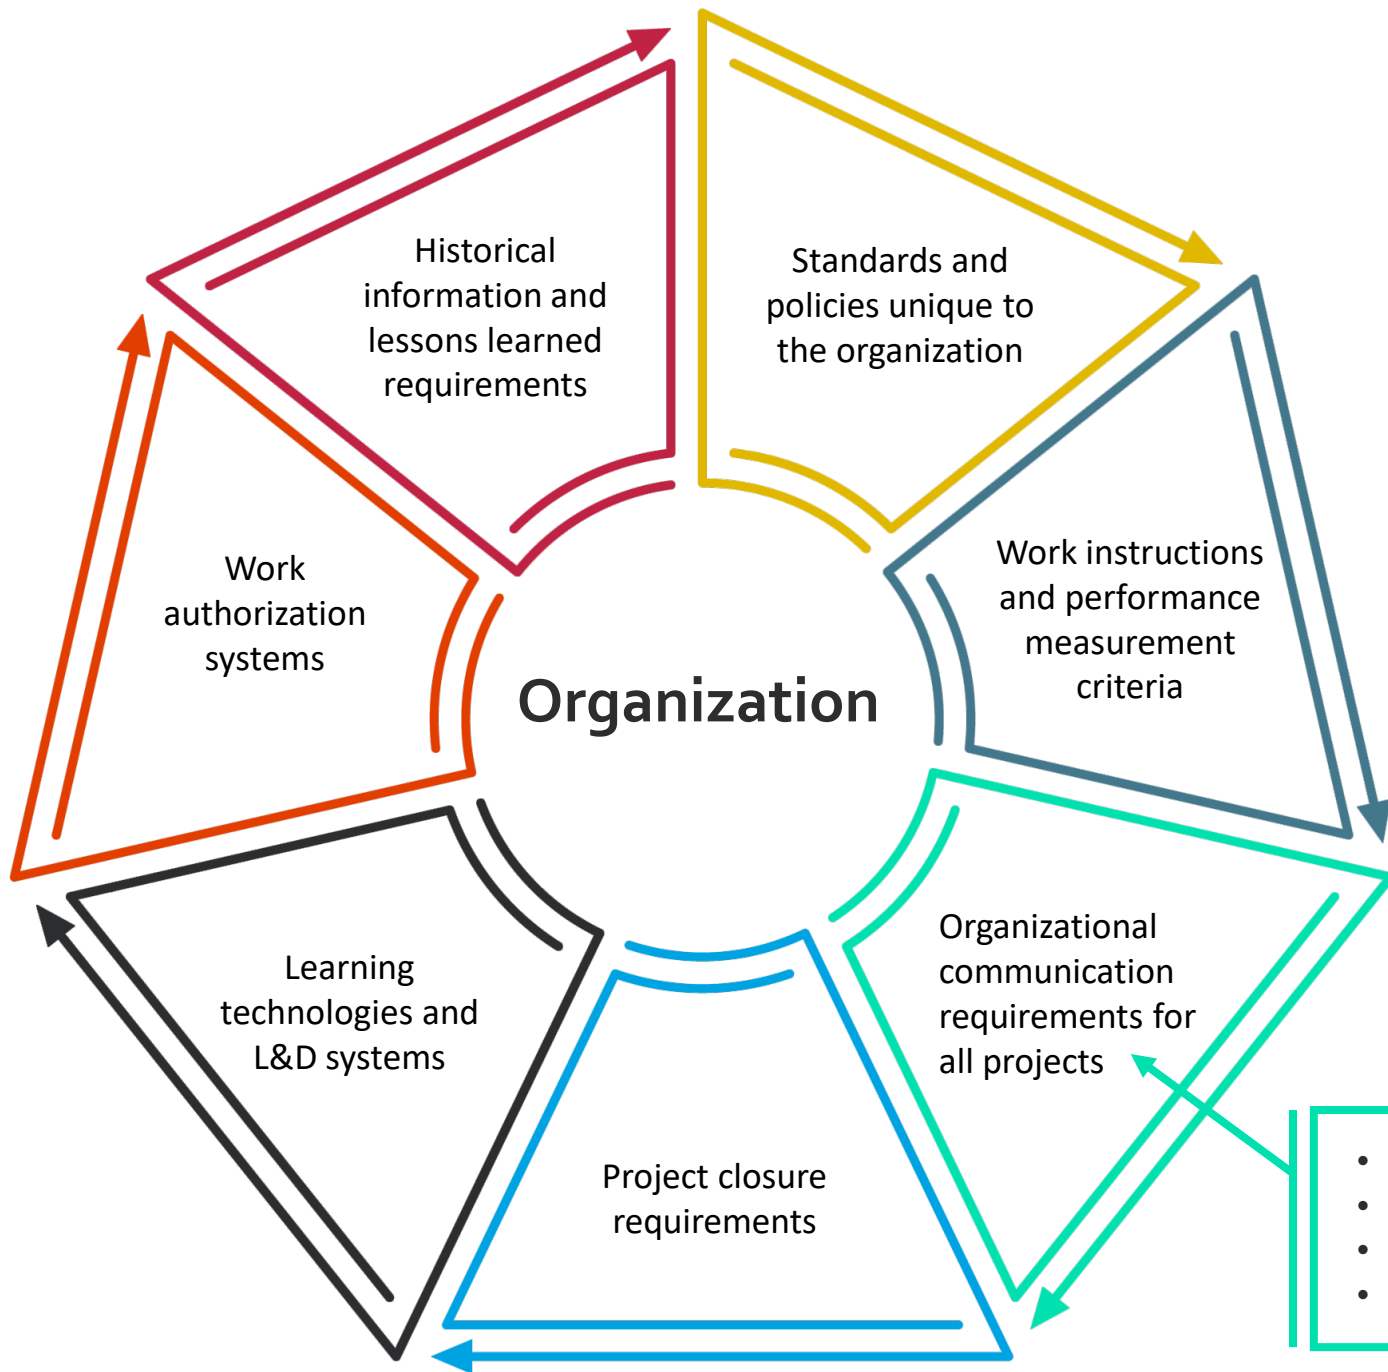 Historical
information and
lessons learned
requirements
Standards and
policies unique to
the organization
Work
authorization
systems
Work instructions
and performance
measurement
criteria
Organization
Learning
technologies and
L&D systems
Organizational
communication
requirements for
all projects
Project closure
requirements
•
•
•
•